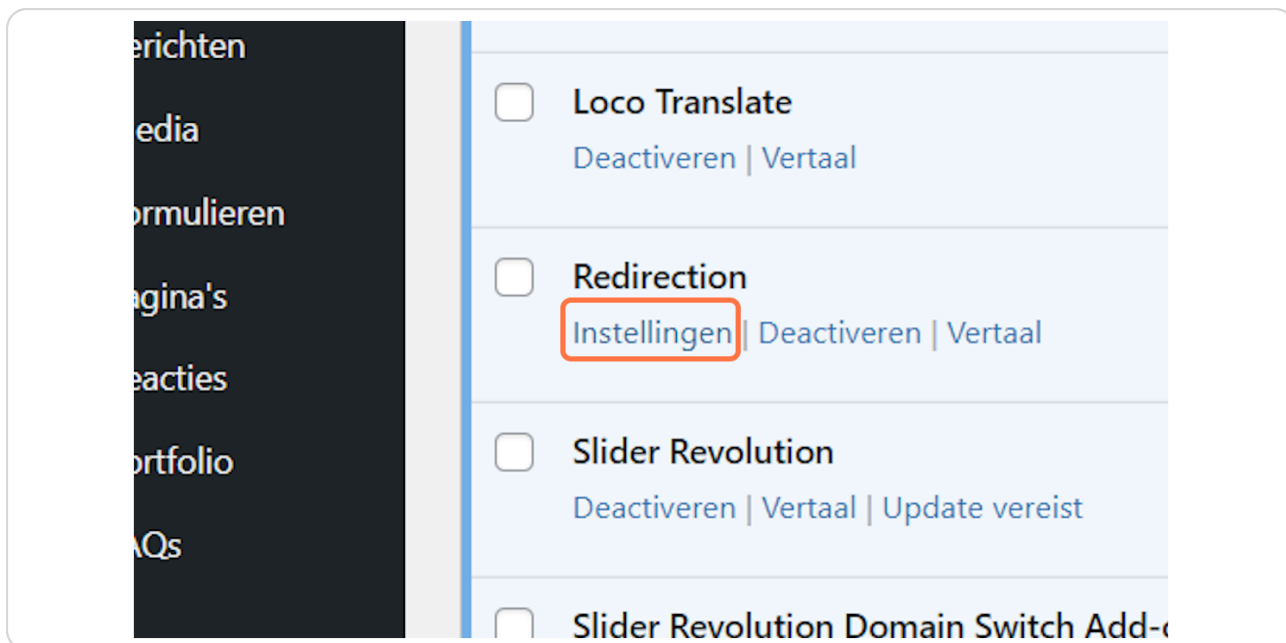 erichten
edia
ormulieren
agina's
eacties
ortfolio
AQs
Loco Translate
Deactiveren | Vertaal
Redirection
Instellingen | Deactiveren | Vertaal
Slider Revolution
Deactiveren | Vertaal | Update vereist
Slider Revolution Domain Switch Add-